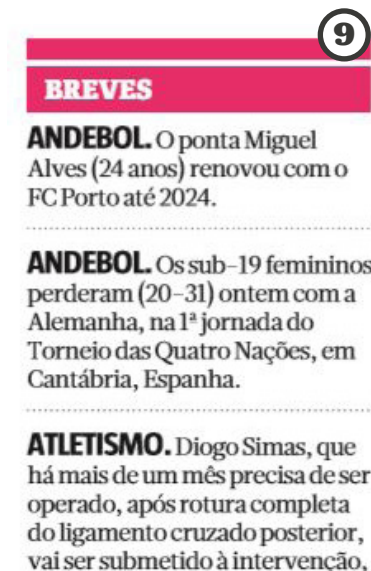 9
BREVES
ANDEBOL. O ponta Miguel
Alves (24 anos) renovou com o
FC Porto até 2024.
ANDEBOL. Os sub-19 femininos
perderam (20-31) ontem com a
Alemanha, na 1ª jornada do
Torneio das Quatro Nações, em
Cantábria, Espanha.
ATLETISMO. Diogo Simas, que
há mais de um mês precisa de ser
operado, após rotura completa
do ligamento cruzado posterior,
vai ser submetido à intervenção,